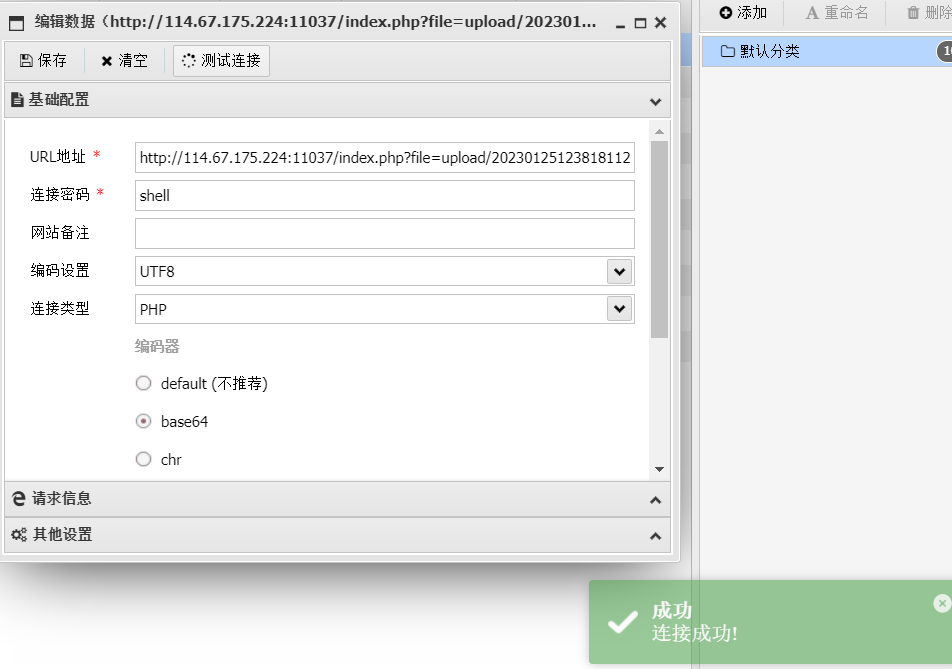 编辑数据（http://114.67.175.224:11037/index.php?file=upload/202301...
添加 重命名 删除
保存 清空 测试连接
默认分类
基础配置
URL地址 * http://114.67.175.224:11037/index.php?file=upload/20230125123818112
连接密码 * shell
网站备注
编码设置 UTF8
连接类型 PHP
编码器
default (不推荐)
base64
chr
请求信息
其他设置
成功
连接成功!